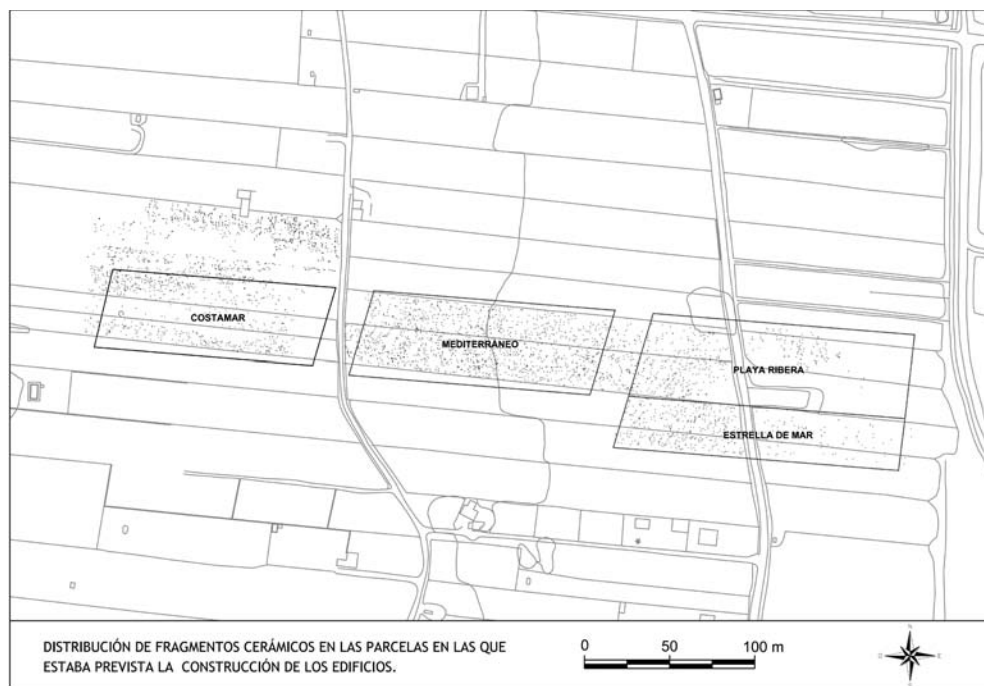 COSTAMAR
MEDITERRÁNEO
PLAYA RIBERA
ESTRELLA DE MAR
DISTRIBUCIÓN DE FRAGMENTOS CERÁMICOS EN LAS PARCELAS EN LAS QUE
ESTABA PREVISTA LA CONSTRUCCIÓN DE LOS EDIFICIOS.
0 50 100 m